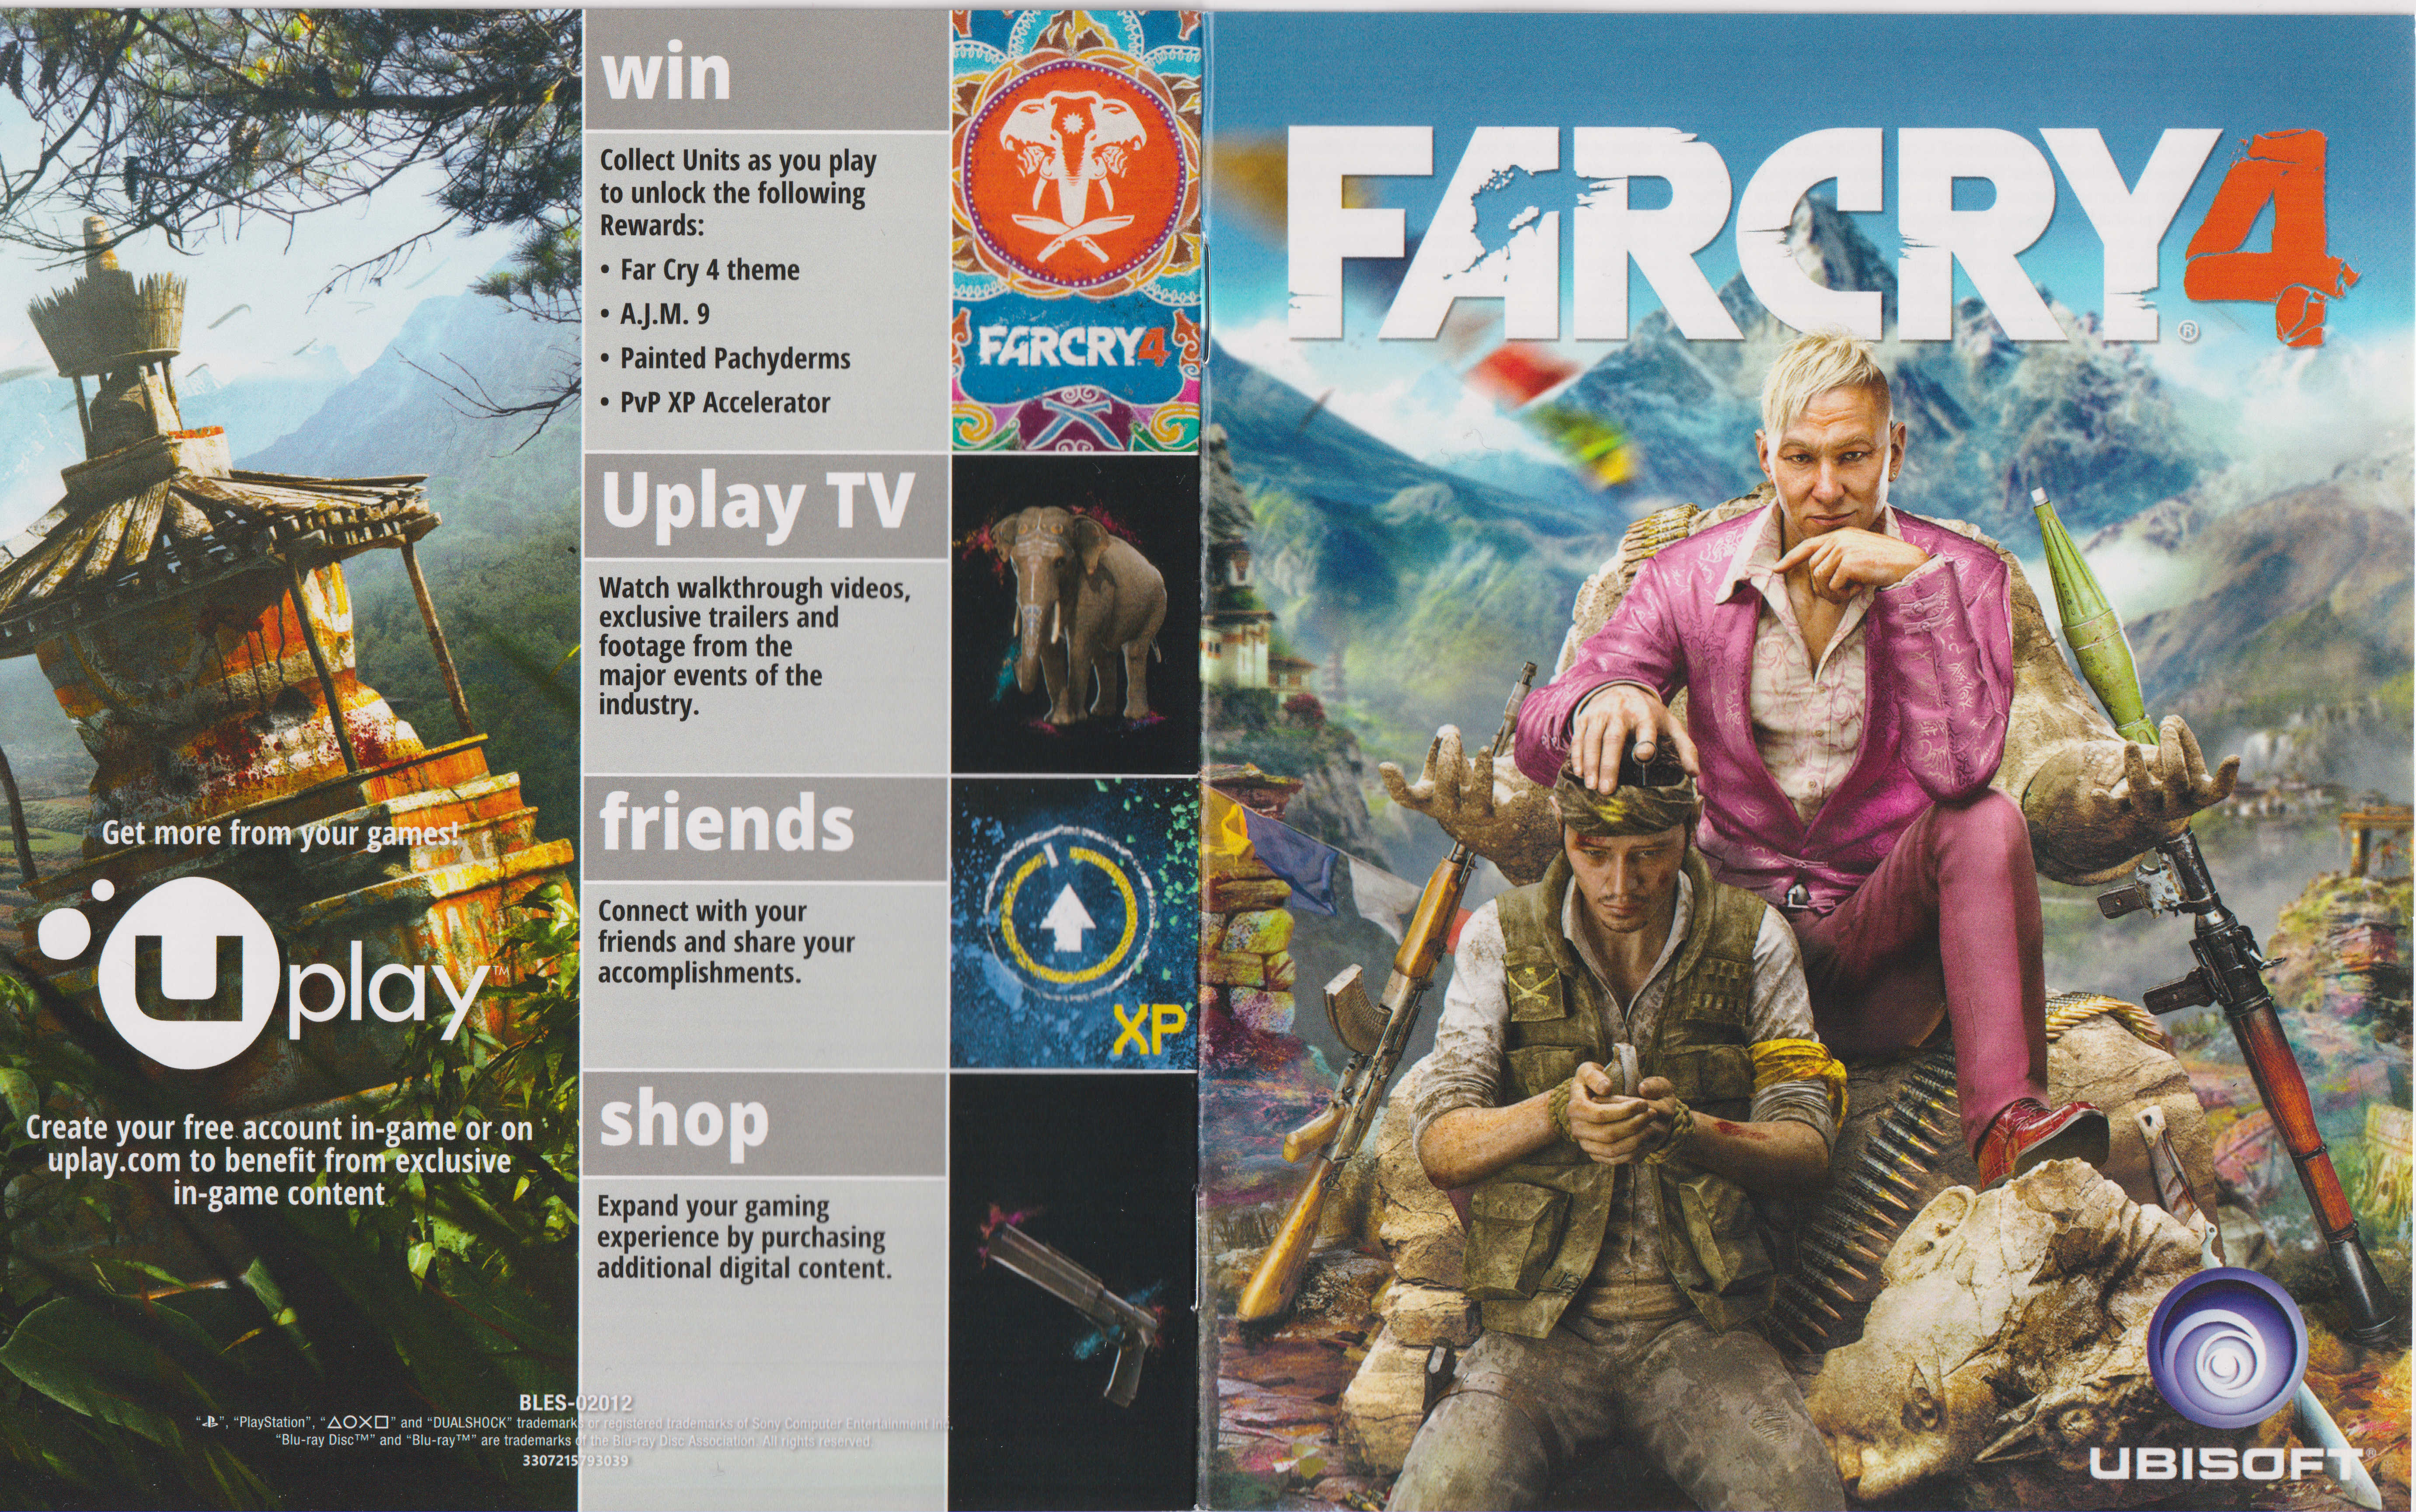 Get more from your games!
Uplay™
Create your free account in-game or on
uplay.com to benefit from exclusive
in-game content
win
Collect Units as you play
to unlock the following
Rewards:
• Far Cry 4 theme
• A.J.M. 9
• Painted Pachyderms
• PvP XP Accelerator
Uplay TV
Watch walkthrough videos,
exclusive trailers and
footage from the
major events of the
industry.
friends
Connect with your
friends and share your
accomplishments.
shop
Expand your gaming
experience by purchasing
additional digital content.
FARCRY4
XP
BLES-02012
“PS”, “PlayStation”, “△○✕□” and “DUALSHOCK” trademarks or registered trademarks of Sony Computer Entertainment Inc,
“Blu-ray Disc™” and “Blu-ray™” are trademarks of the Blu-ray Disc Association. All rights reserved.
3307215793039
FARCRY4®
UBISOFT®